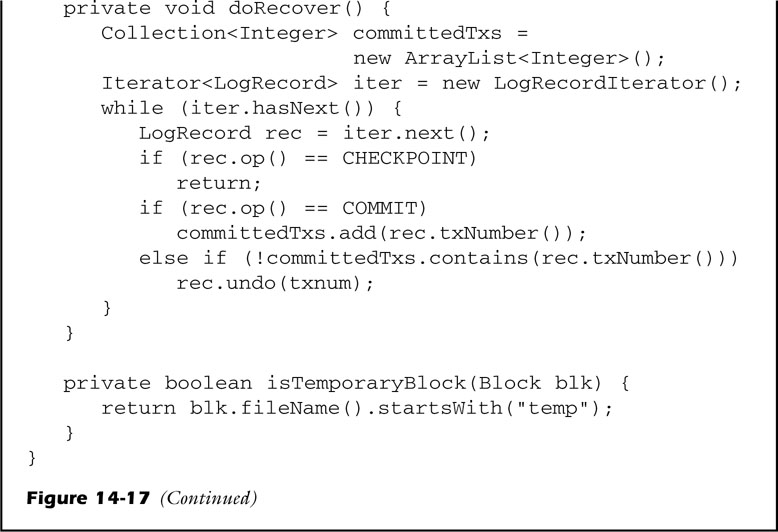 private void doRecover() {
Collection<Integer> committedTxs =
new ArrayList<Integer>();
Iterator<LogRecord> iter = new LogRecordIterator();
while (iter.hasNext()) {
LogRecord rec = iter.next();
if (rec.op() == CHECKPOINT)
return;
if (rec.op() == COMMIT)
committedTxs.add(rec.txNumber());
else if (!committedTxs.contains(rec.txNumber()))
rec.undo(txnum);
}
}
private boolean isTemporaryBlock(Block blk) {
return blk.fileName().startsWith("temp");
}
}
Figure 14-17 (Continued)